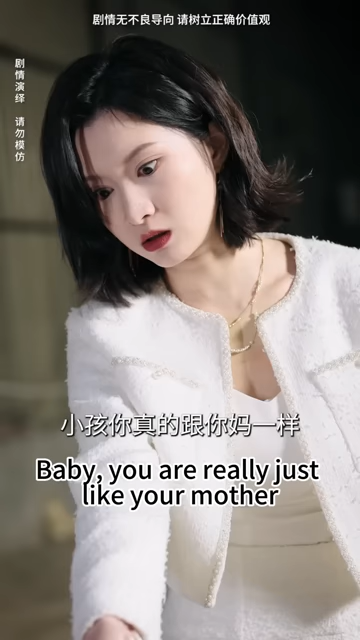 剧情无不良导向 请树立正确价值观
剧情演绎 请勿模仿
小孩你真的跟你妈一样
Baby, you are really just
like your mother